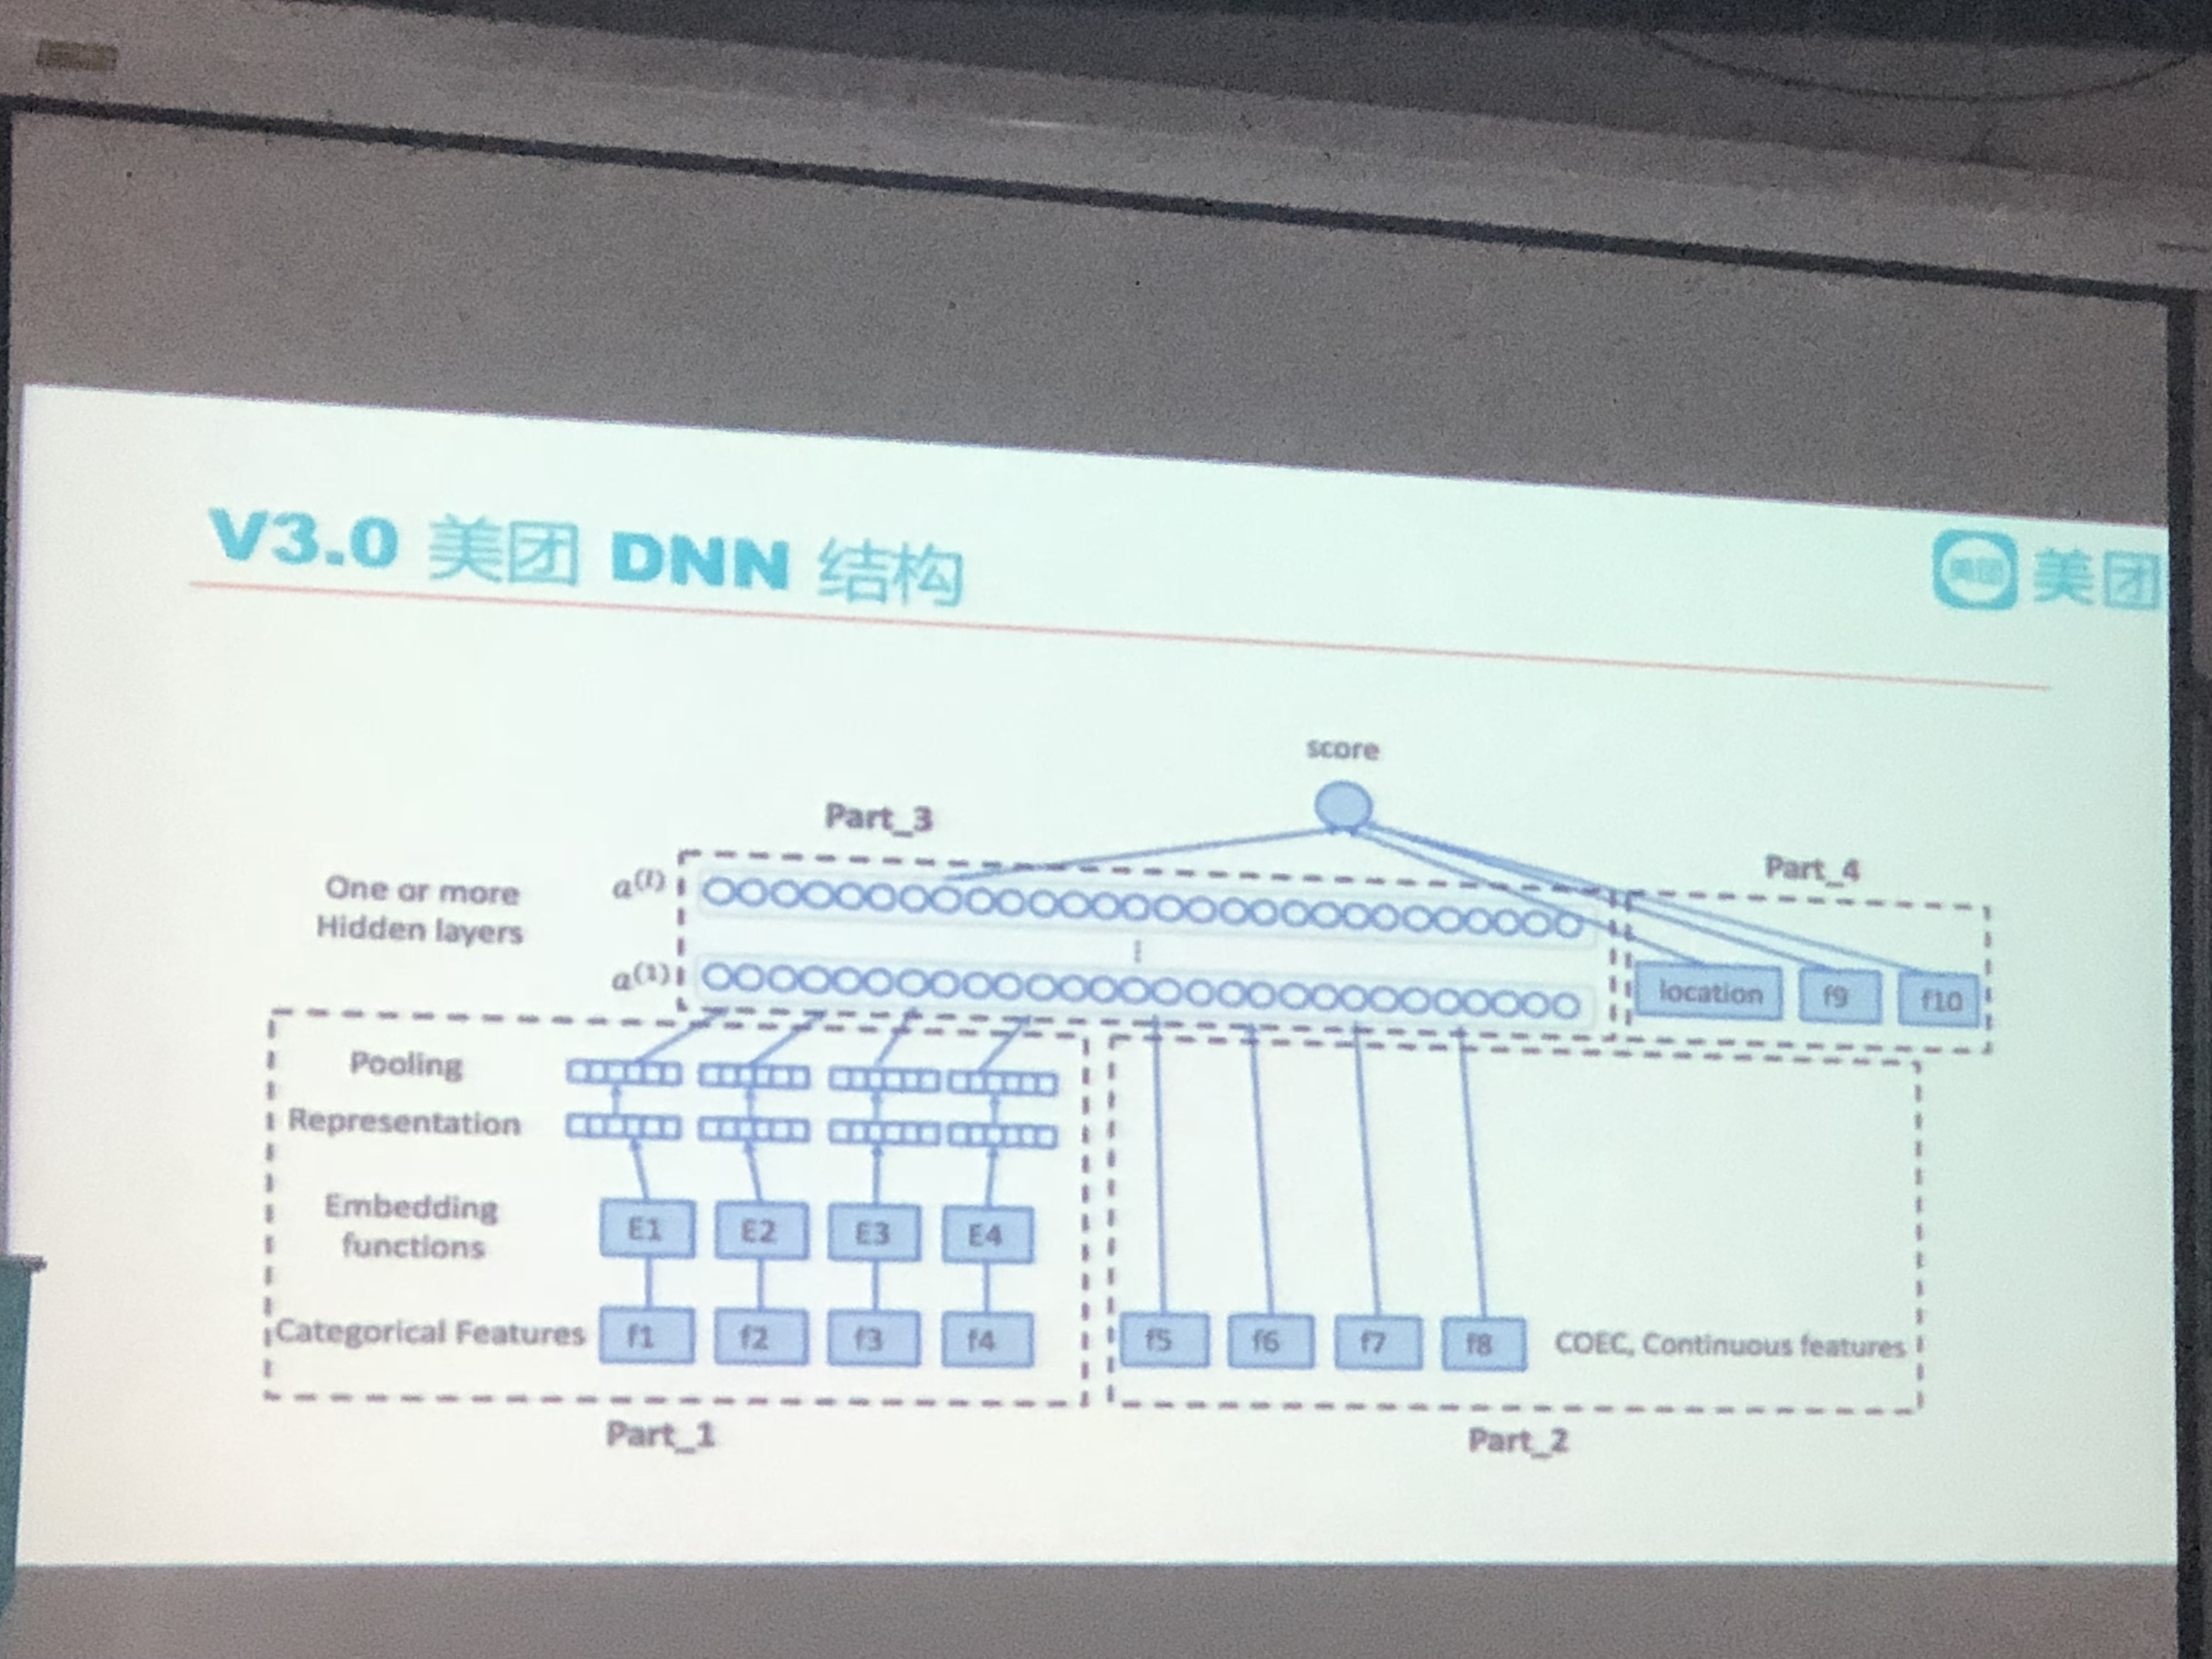 V3.0 美团 DNN 结构
美团 美团
score
Part_3
Part_4
One or more
Hidden layers
a(l)
a(1)
location f9 f10
Pooling
Representation
Embedding
functions
E1 E2 E3 E4
Categorical Features f1 f2 f3 f4
f5 f6 f7 f8 COEC, Continuous features
Part_1
Part_2